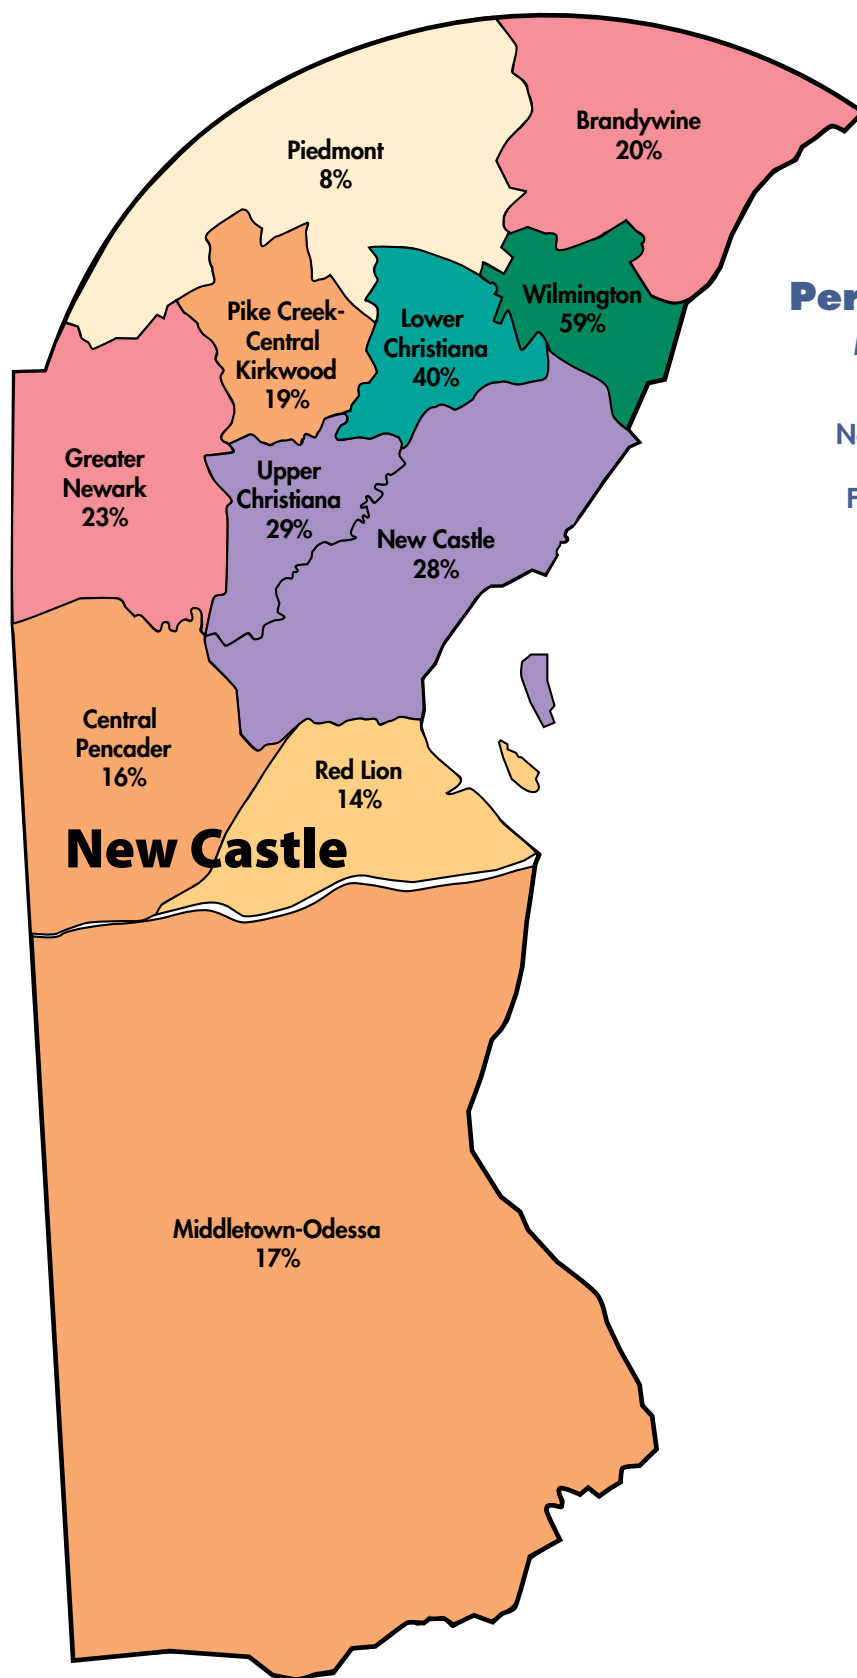 Brandywine
20%
Piedmont
8%
Wilmington
59%
Pike Creek-
Central
Kirkwood
19%
Lower
Christiana
40%
Greater
Newark
23%
Upper
Christiana
29%
New Castle
28%
Central
Pencader
16%
Red Lion
14%
New Castle
Middletown-Odessa
17%
Per